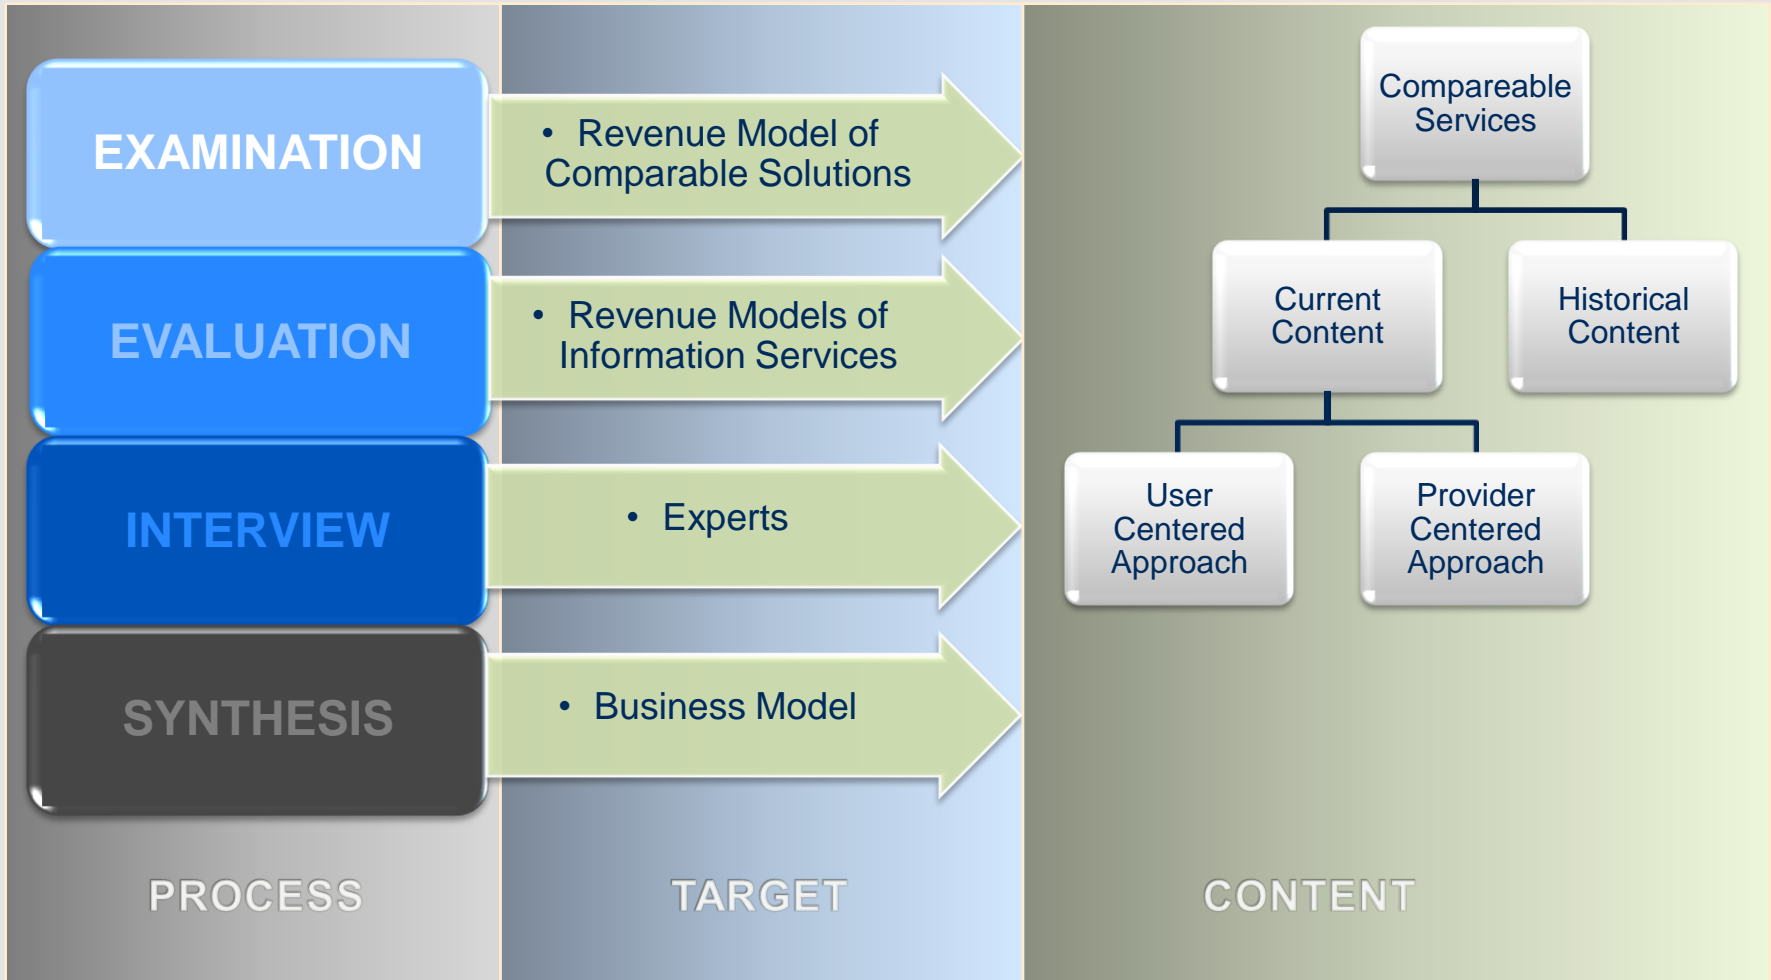 EXAMINATION
• Revenue Model of
Comparable Solutions
EVALUATION
• Revenue Models of
Information Services
INTERVIEW
• Experts
SYNTHESIS
• Business Model
Compareable
Services
Current
Content
Historical
Content
User
Centered
Approach
Provider
Centered
Approach
PROCESS
TARGET
CONTENT